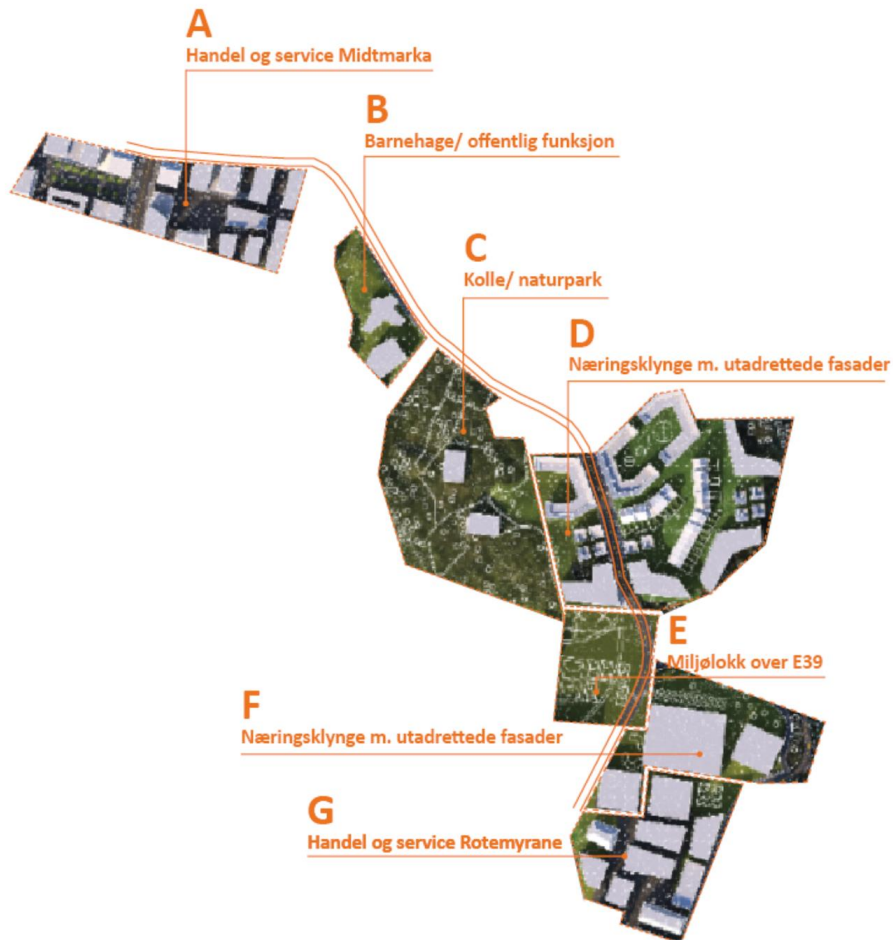 A
Handel og service Midtmarka
B
Barnehage/ offentlig funksjon
C
Kolle/ naturpark
D
Næringsklynge m. utadrettede fasader
E
Miljølokk over E39
F
Næringsklynge m. utadrettede fasader
G
Handel og service Rotemyrane